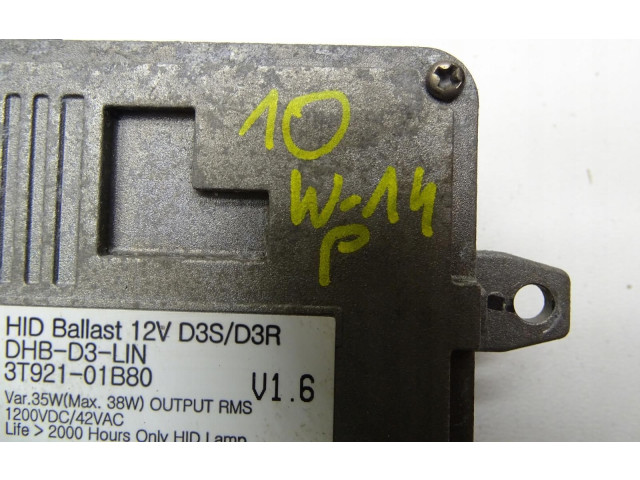 10
W-14
P
HID Ballast 12V D3S/D3R
DHB-D3-LIN
3T921-01B80
V1.6
Var.35W(Max. 38W) OUTPUT RMS
1200VDC/42VAC
Life > 2000 Hours Only HID Lamp